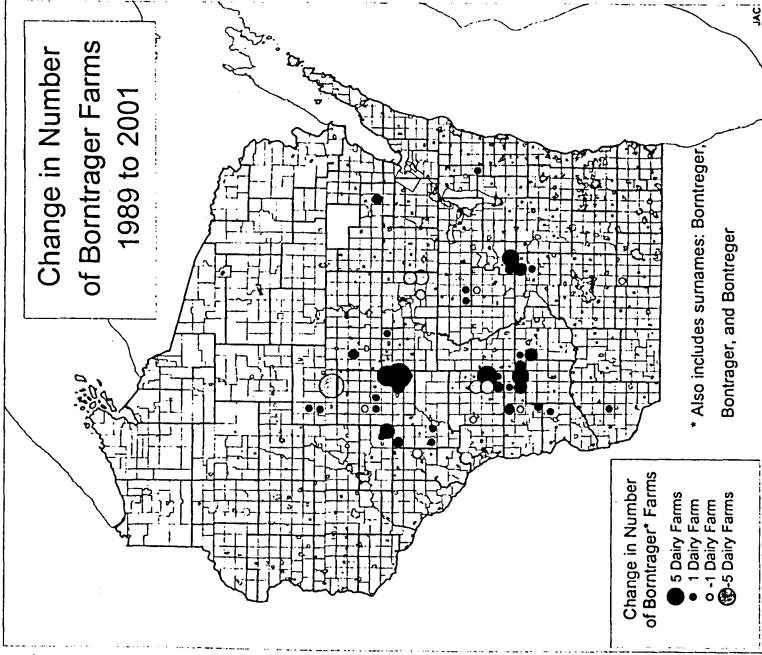 Change in Number
of Borntrager Farms
1989 to 2001
* Also includes surnames: Borntreger,
Bontrager, and Bontreger
Change in Number
of Borntrager* Farms
5 Dairy Farms
1 Dairy Farm
-1 Dairy Farm
-5 Dairy Farms
JAC